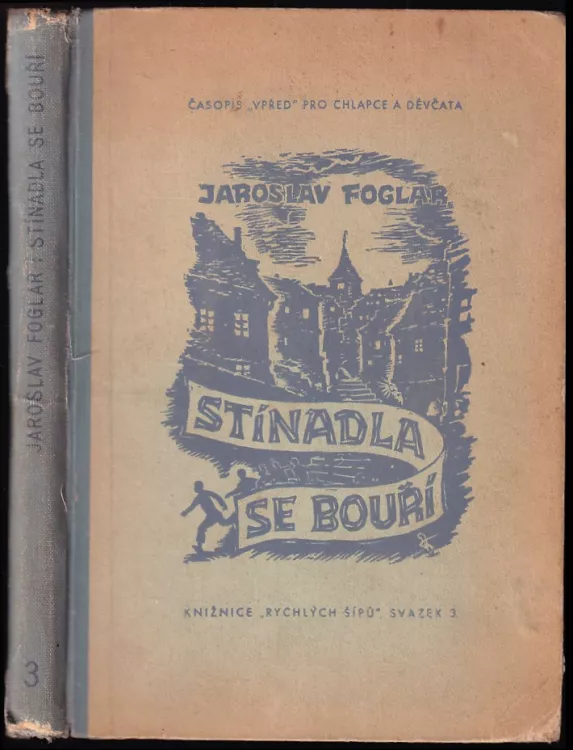 JAROSLAV FOGLAR : STÍNADLA SE BOUŘÍ
3
ČASOPIS „VPŘED" PRO CHLAPCE A DĚVČATA
JAROSLAV FOGLAR
STÍNADLA
SE BOUŘÍ
KNIŽNICE „RYCHLÝCH ŠÍPŮ", SVAZEK 3.